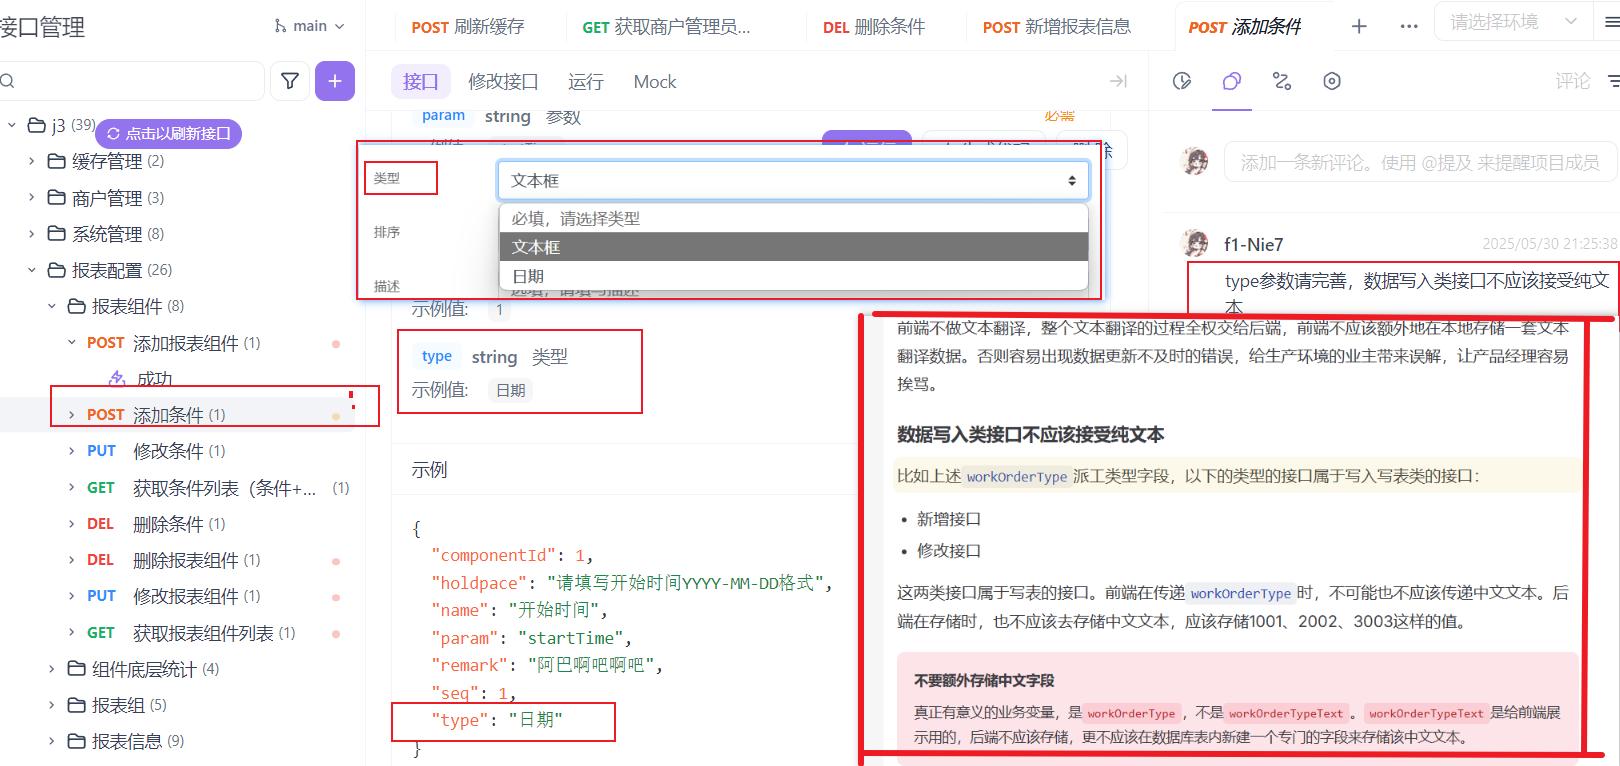 接口管理
main
POST 刷新缓存
GET 获取商户管理员...
DEL 删除条件
POST 新增报表信息
POST 添加条件
请选择环境
接口
修改接口
运行
Mock
评论
j3 (39)
点击以刷新接口
缓存管理 (2)
商户管理 (3)
系统管理 (8)
报表配置 (26)
报表组件 (8)
POST 添加报表组件 (1)
成功
POST 添加条件 (1)
PUT 修改条件 (1)
GET 获取条件列表（条件+... (1)
DEL 删除条件 (1)
DEL 删除报表组件 (1)
PUT 修改报表组件 (1)
GET 获取报表组件列表 (1)
组件底层统计 (4)
报表组 (5)
报表信息 (9)
param string 参数
必需
类型
文本框
必填，请选择类型
文本框
日期
排序
描述
示例值: 1
type string 类型
示例值: 日期
示例
{
"componentId": 1,
"holdpace": "请填写开始时间YYYY-MM-DD格式",
"name": "开始时间",
"param": "startTime",
"remark": "阿巴啊吧啊吧",
"seq": 1,
"type": "日期"
}
添加一条新评论。使用 @提及 来提醒项目成员
f1-Nie7
2025/05/30 21:25:38
type参数请完善，数据写入类接口不应该接受纯文
本
前端不做文本翻译，整个文本翻译的过程全权交给后端，前端不应该额外地在本地存储一套文本
翻译数据。否则容易出现数据更新不及时的错误，给生产环境的业主带来误解，让产品经理容易
挨骂。
数据写入类接口不应该接受纯文本
比如上述 workOrderType 派工类型字段，以下的类型的接口属于写入写表类的接口：
• 新增接口
• 修改接口
这两类接口属于写表的接口。前端在传递 workOrderType 时，不可能也不应该传递中文文本。后
端在存储时，也不应该去存储中文文本，应该存储1001、2002、3003这样的值。
不要额外存储中文字段
真正有意义的业务变量，是 workOrderType ，不是 workOrderTypeText 。 workOrderTypeText 是给前端展
示用的，后端不应该存储，更不应该在数据库表内新建一个专门的字段来存储该中文文本。